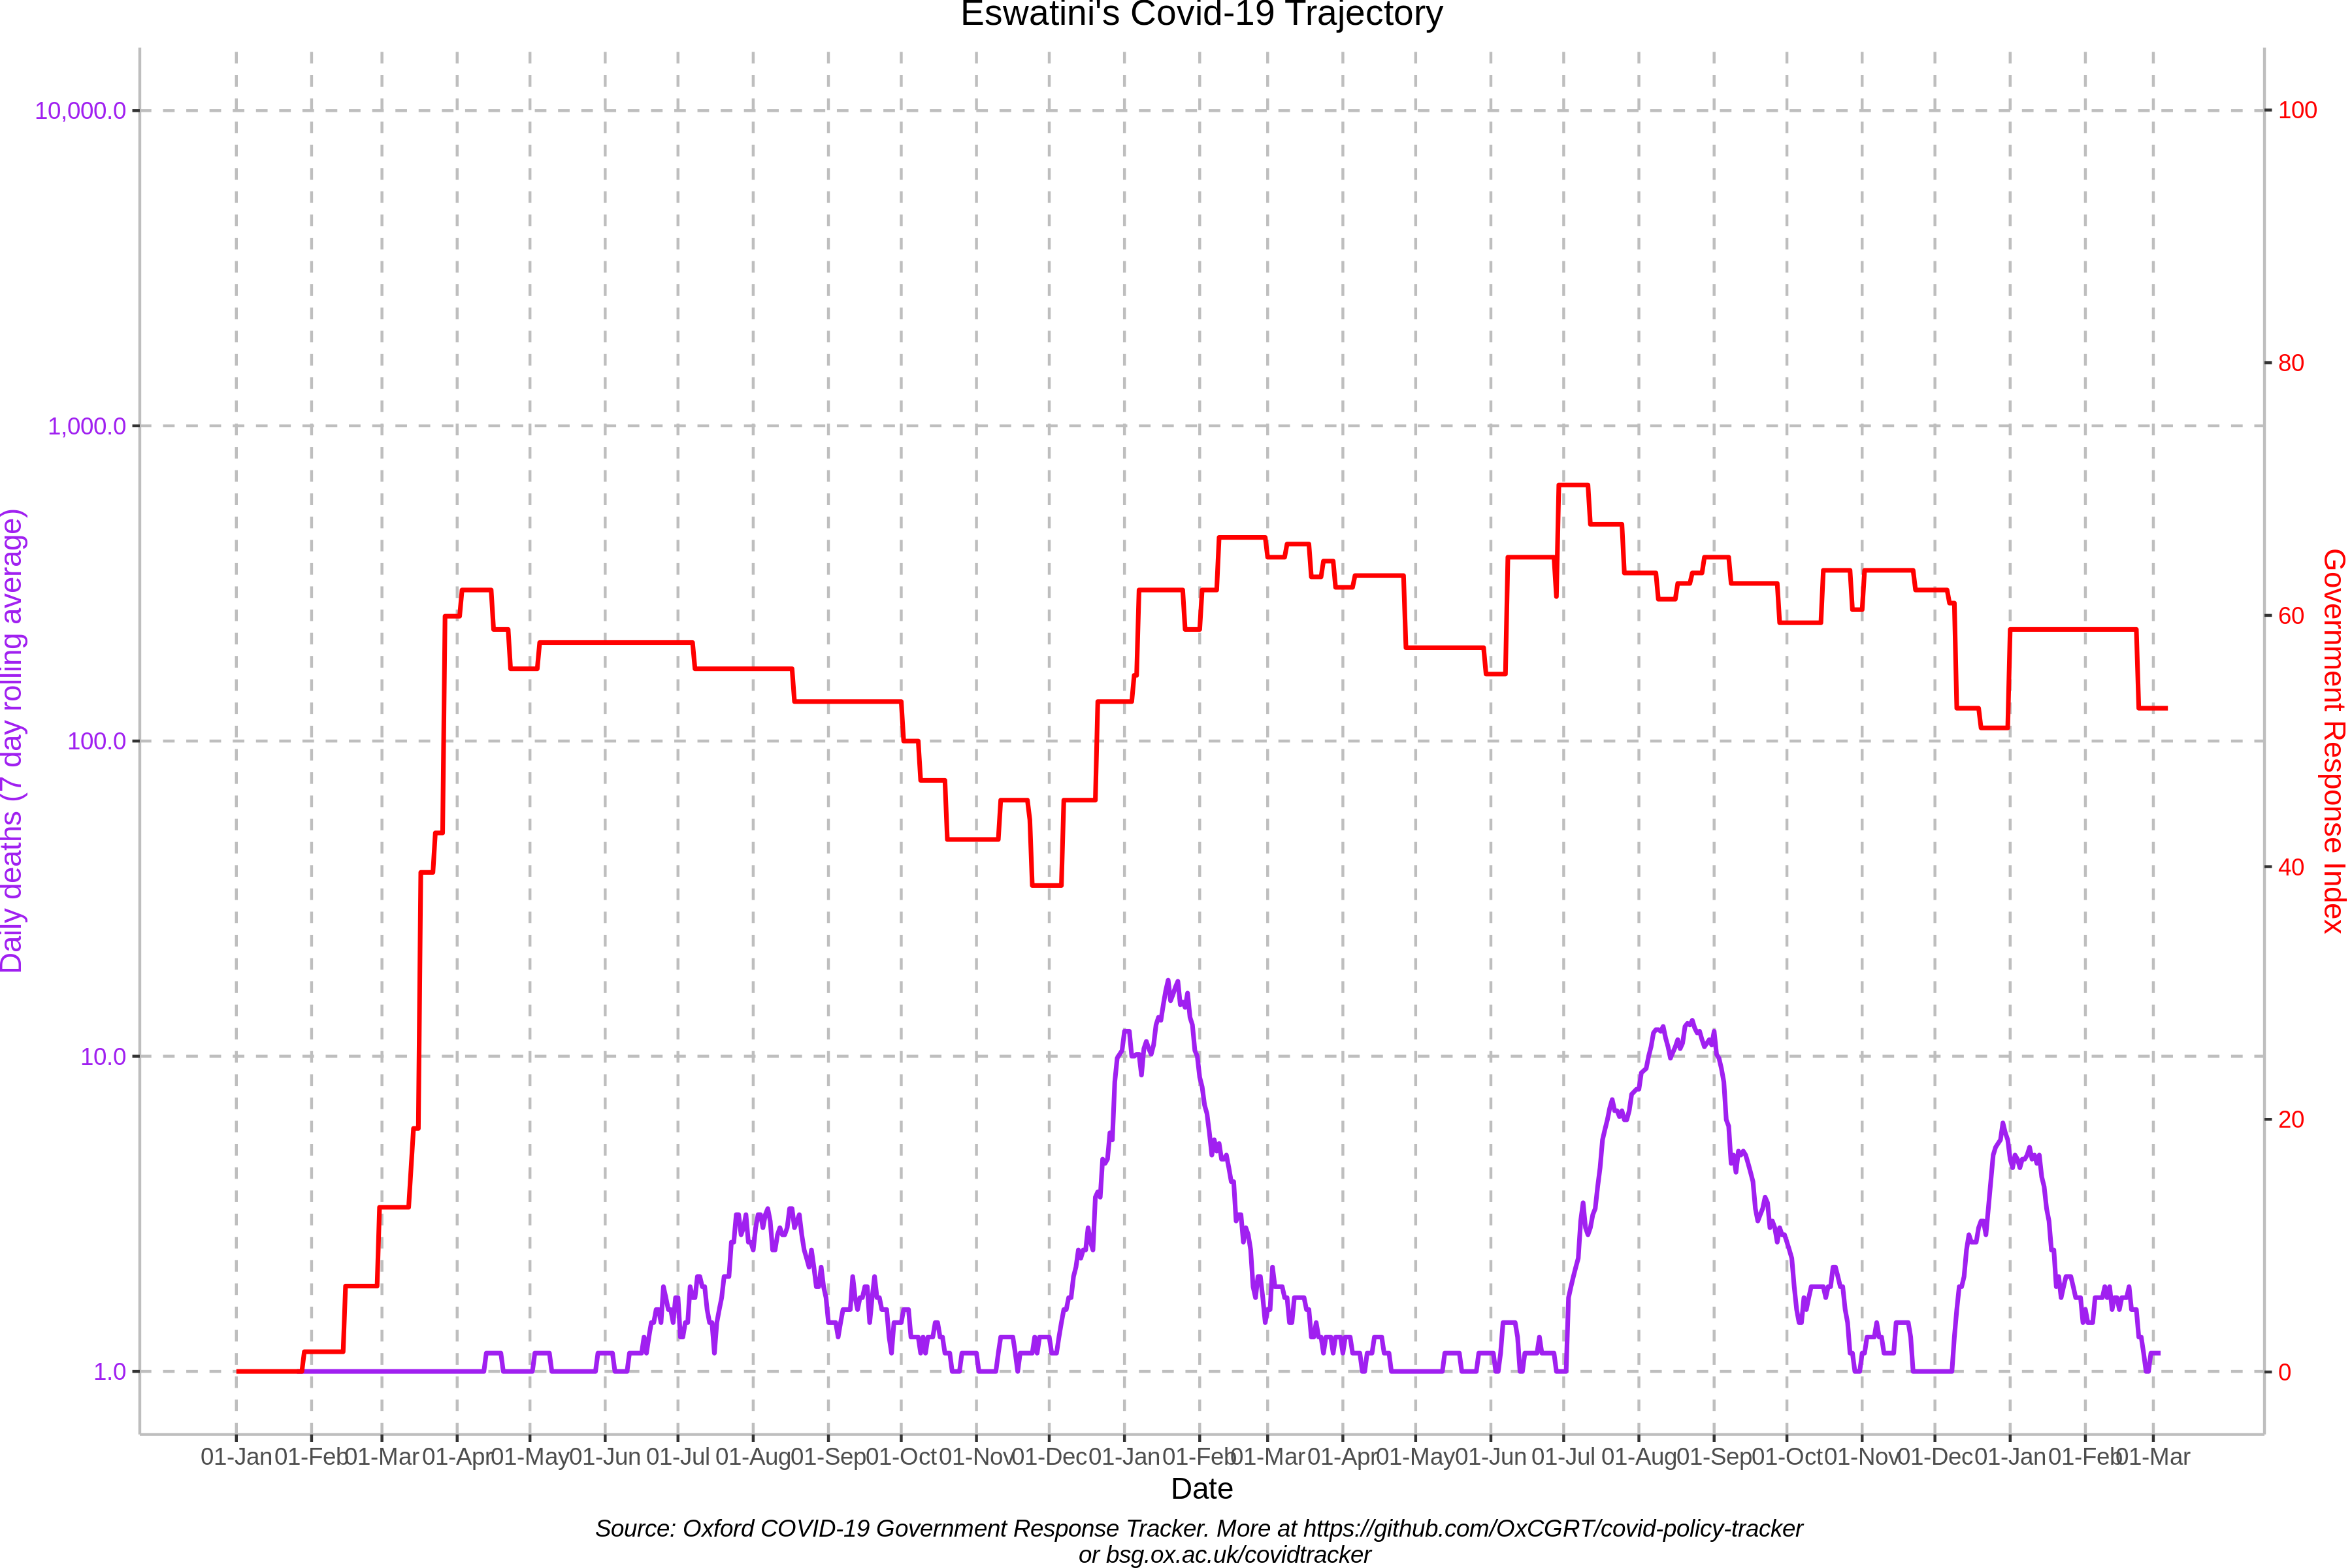 Eswatini's Covid-19 Trajectory
10,000.0
1,000.0
100.0
10.0
1.0
Daily deaths (7 day rolling average)
100
80
60
40
20
0
Government Response Index
01-Jan 01-Feb 01-Mar 01-Apr 01-May 01-Jun 01-Jul 01-Aug 01-Sep 01-Oct 01-Nov 01-Dec 01-Jan 01-Feb 01-Mar 01-Apr 01-May 01-Jun 01-Jul 01-Aug 01-Sep 01-Oct 01-Nov 01-Dec 01-Jan 01-Feb 01-Mar
Date
Source: Oxford COVID-19 Government Response Tracker. More at https://github.com/OxCGRT/covid-policy-tracker
or bsg.ox.ac.uk/covidtracker